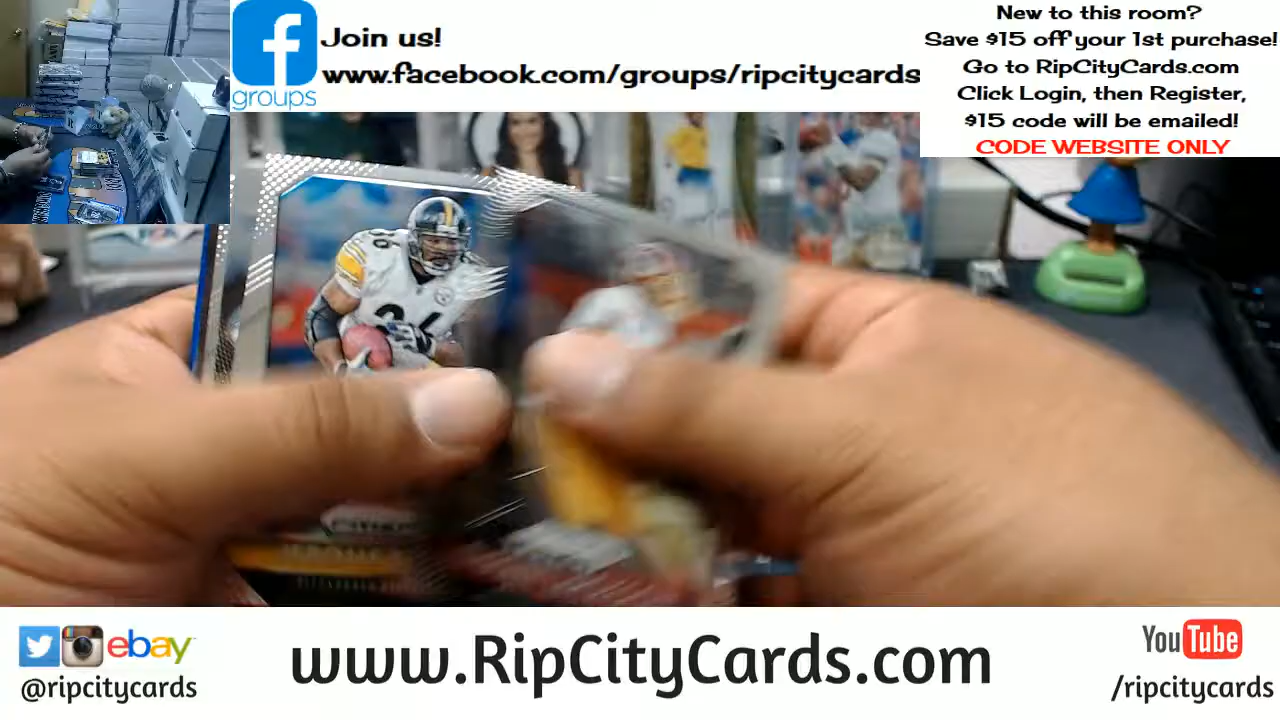 Join us!
www.facebook.com/groups/ripcitycards
groups
New to this room?
Save $15 off your 1st purchase!
Go to RipCityCards.com
Click Login, then Register,
$15 code will be emailed!
CODE WEBSITE ONLY
36
ebay
@ripcitycards
www.RipCityCards.com
YouTube
/ripcitycards